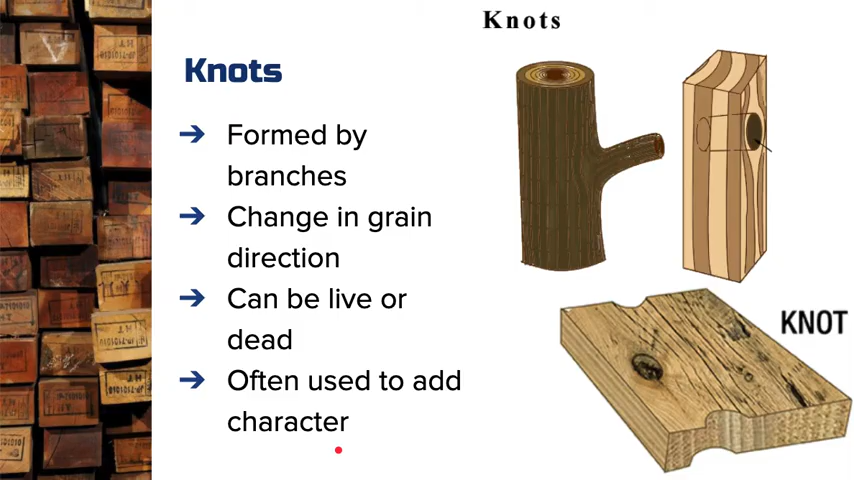 Knots
Knots
➔ Formed by
branches
➔ Change in grain
direction
➔ Can be live or
dead
➔ Often used to add
character
KNOT